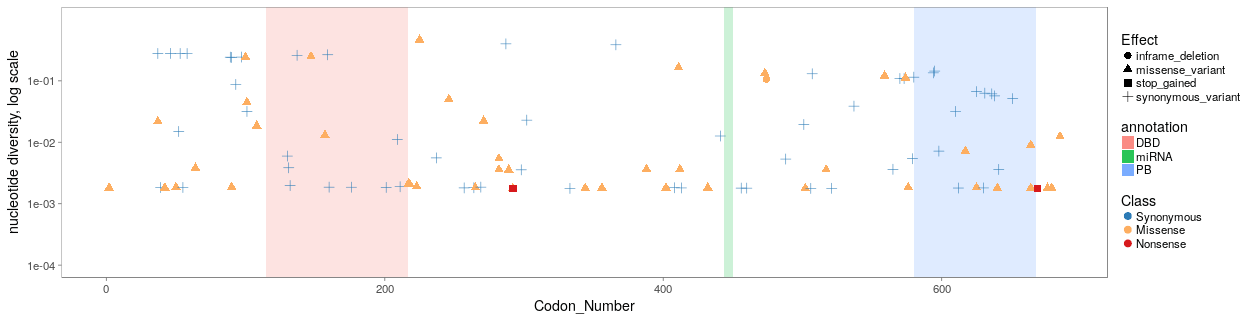 nucleotide diversity, log scale
1e-01
1e-02
1e-03
1e-04
0
200
400
600
Codon_Number
Effect
inframe_deletion
missense_variant
stop_gained
synonymous_variant
annotation
DBD
miRNA
PB
Class
Synonymous
Missense
Nonsense